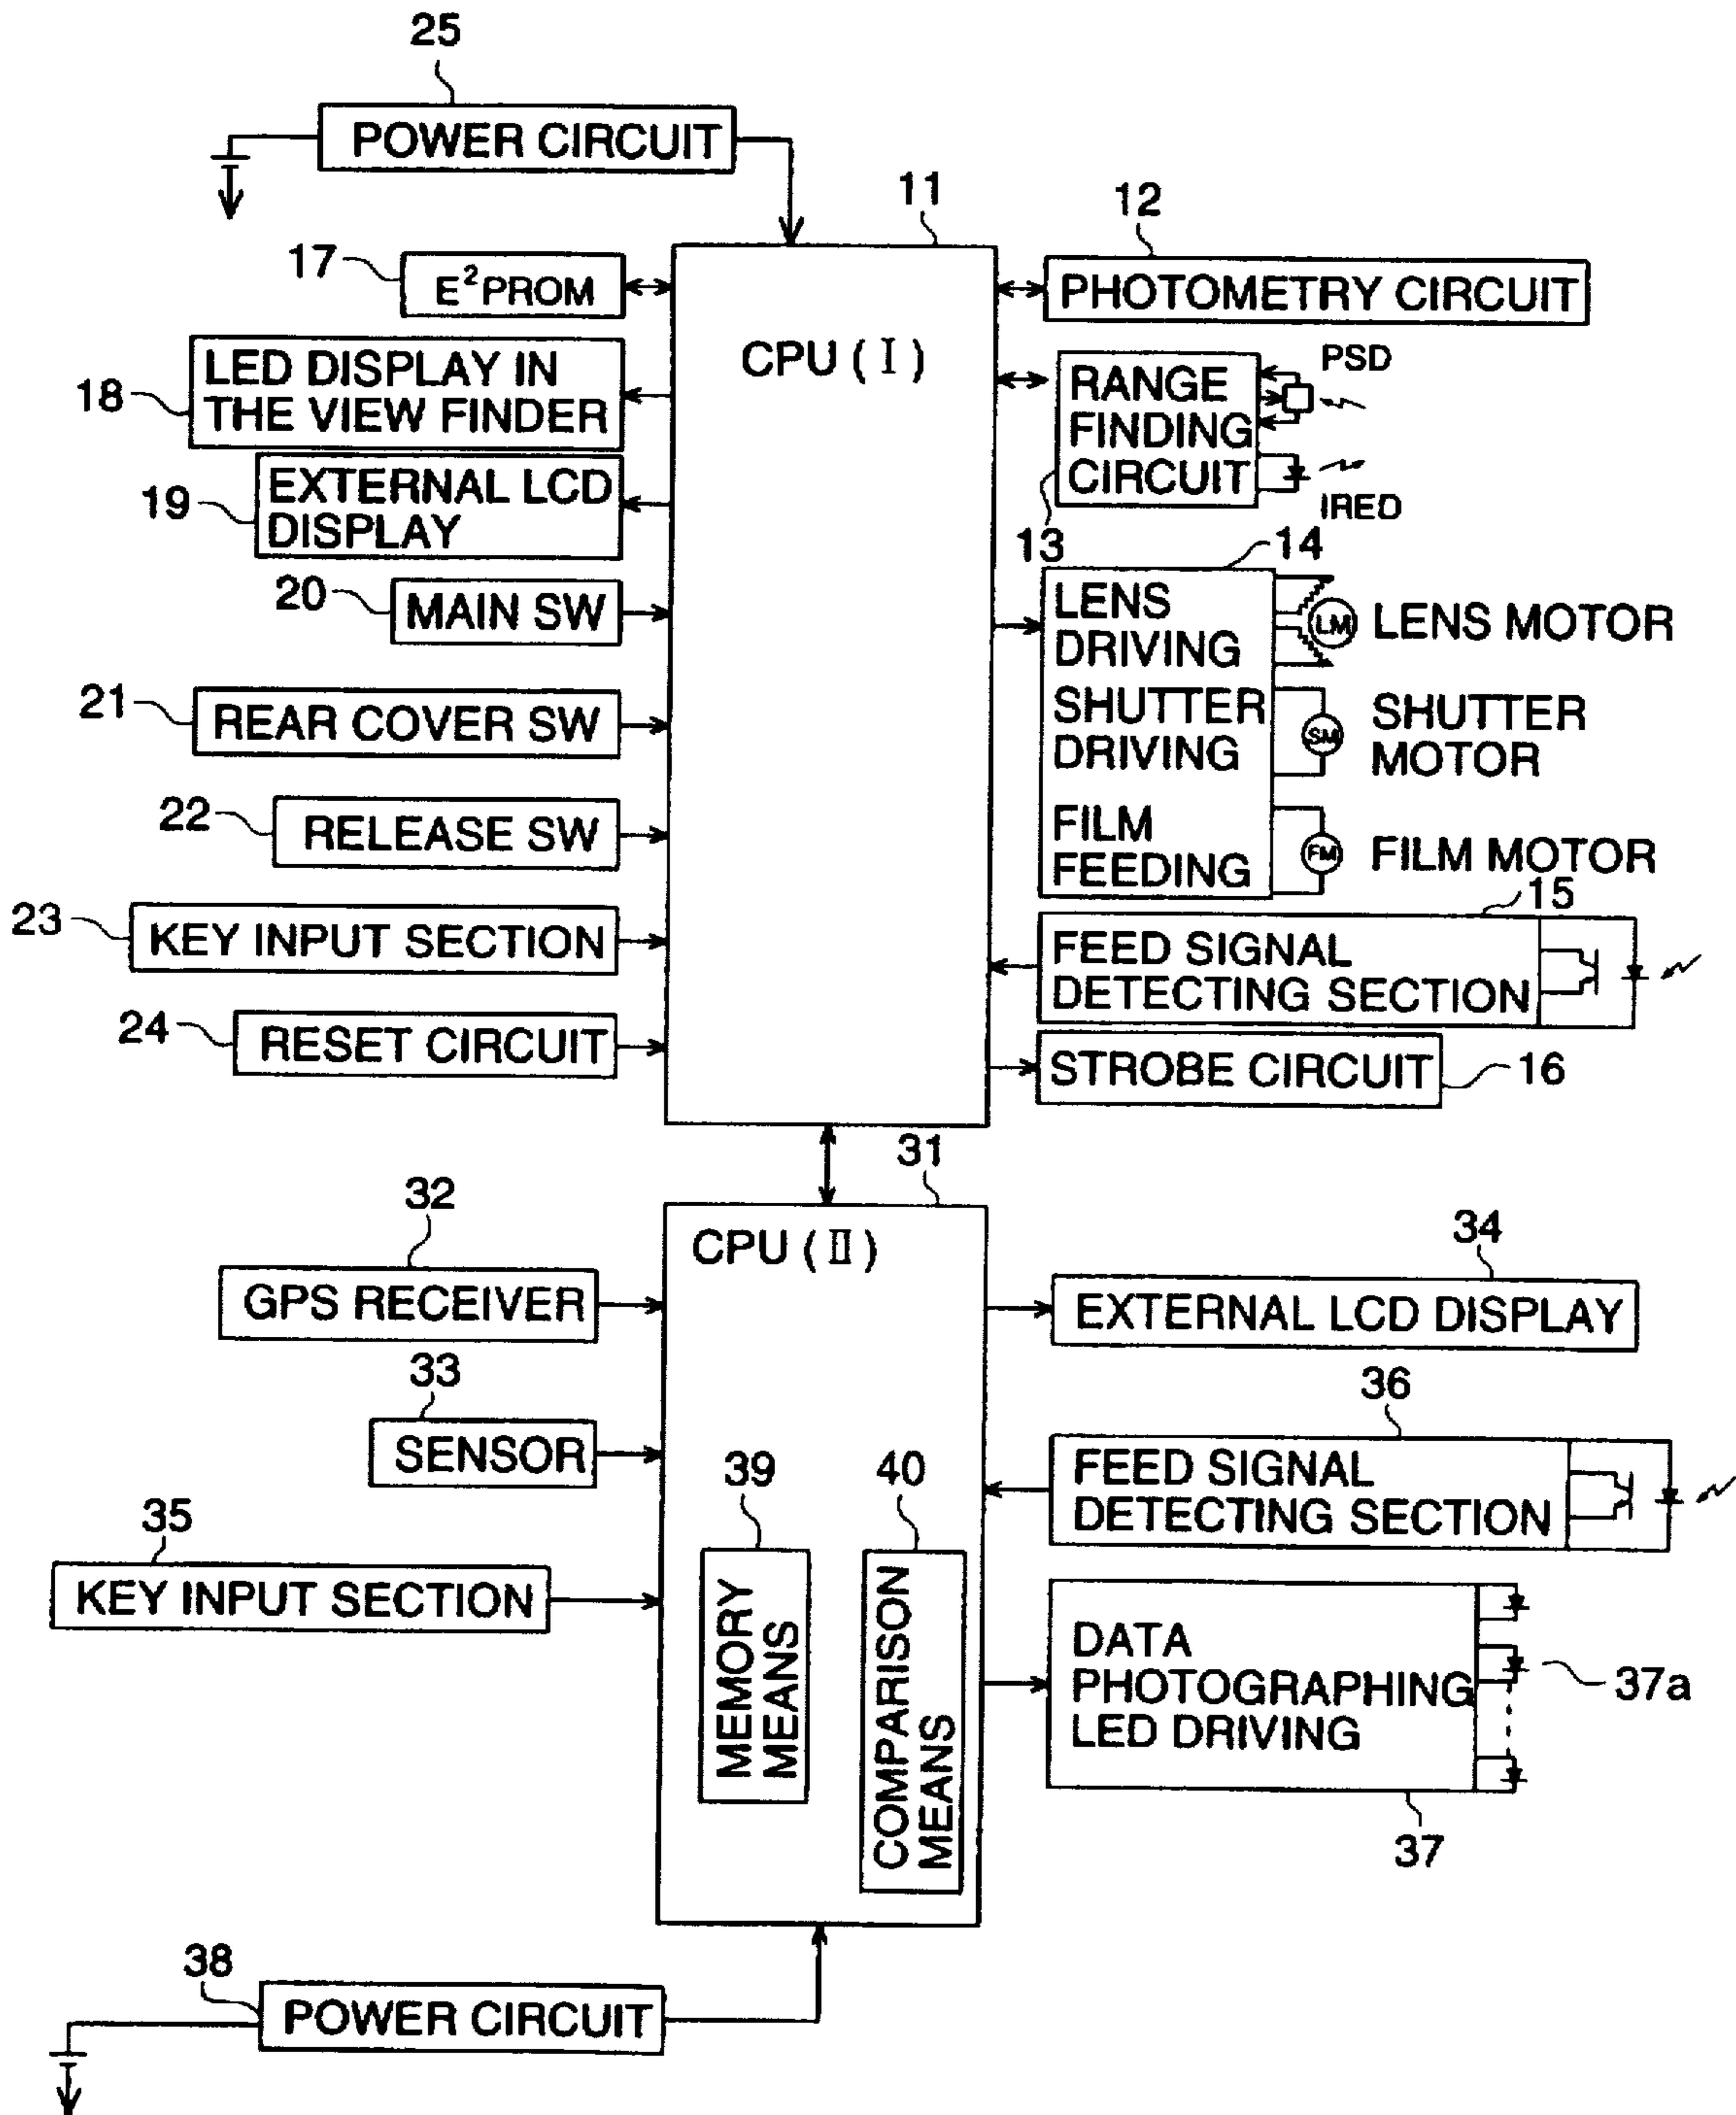 25
POWER CIRCUIT
11
12
17
E²PROM
PHOTOMETRY CIRCUIT
CPU ( Ⅰ )
18
LED DISPLAY IN
THE VIEW FINDER
RANGE
FINDING
CIRCUIT
PSD
IRED
13
19
EXTERNAL LCD
DISPLAY
14
20
MAIN SW
LENS
DRIVING
LM
LENS MOTOR
21
REAR COVER SW
SHUTTER
DRIVING
SM
SHUTTER
MOTOR
22
RELEASE SW
FILM
FEEDING
FM
FILM MOTOR
15
23
KEY INPUT SECTION
FEED SIGNAL
DETECTING SECTION
24
RESET CIRCUIT
STROBE CIRCUIT
16
31
32
CPU ( Ⅱ )
34
GPS RECEIVER
EXTERNAL LCD DISPLAY
33
36
SENSOR
39
40
FEED SIGNAL
DETECTING SECTION
35
KEY INPUT SECTION
MEMORY
MEANS
COMPARISON
MEANS
DATA
PHOTOGRAPHING
LED DRIVING
37a
37
38
POWER CIRCUIT